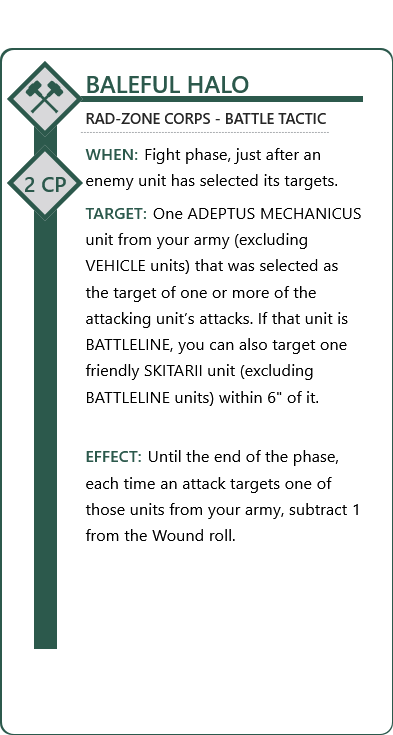 BALEFUL HALO
RAD-ZONE CORPS - BATTLE TACTIC
2 CP
WHEN: Fight phase, just after an
enemy unit has selected its targets.
TARGET: One ADEPTUS MECHANICUS
unit from your army (excluding
VEHICLE units) that was selected as
the target of one or more of the
attacking unit's attacks. If that unit is
BATTLELINE, you can also target one
friendly SKITARII unit (excluding
BATTLELINE units) within 6" of it.
EFFECT: Until the end of the phase,
each time an attack targets one of
those units from your army, subtract 1
from the Wound roll.